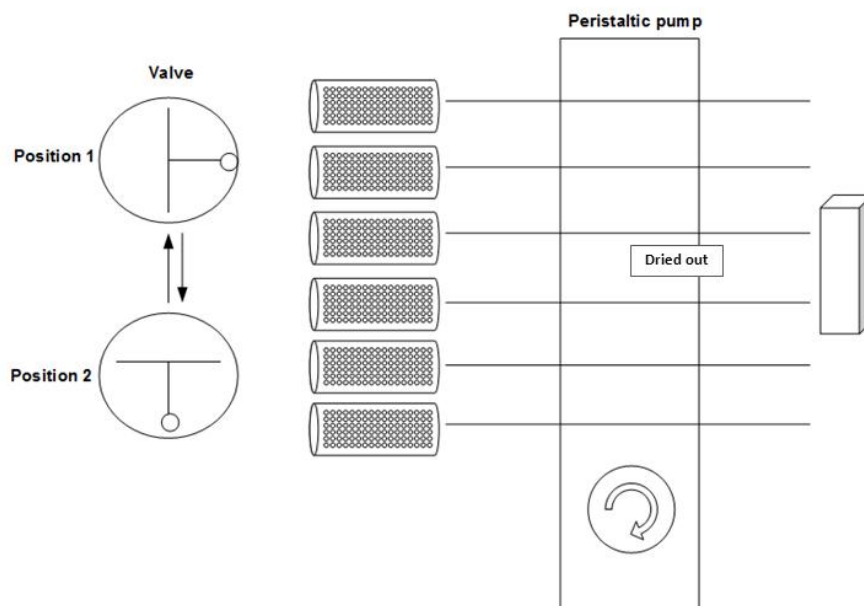 Peristaltic pump
Valve
Position 1
Dried out
Position 2